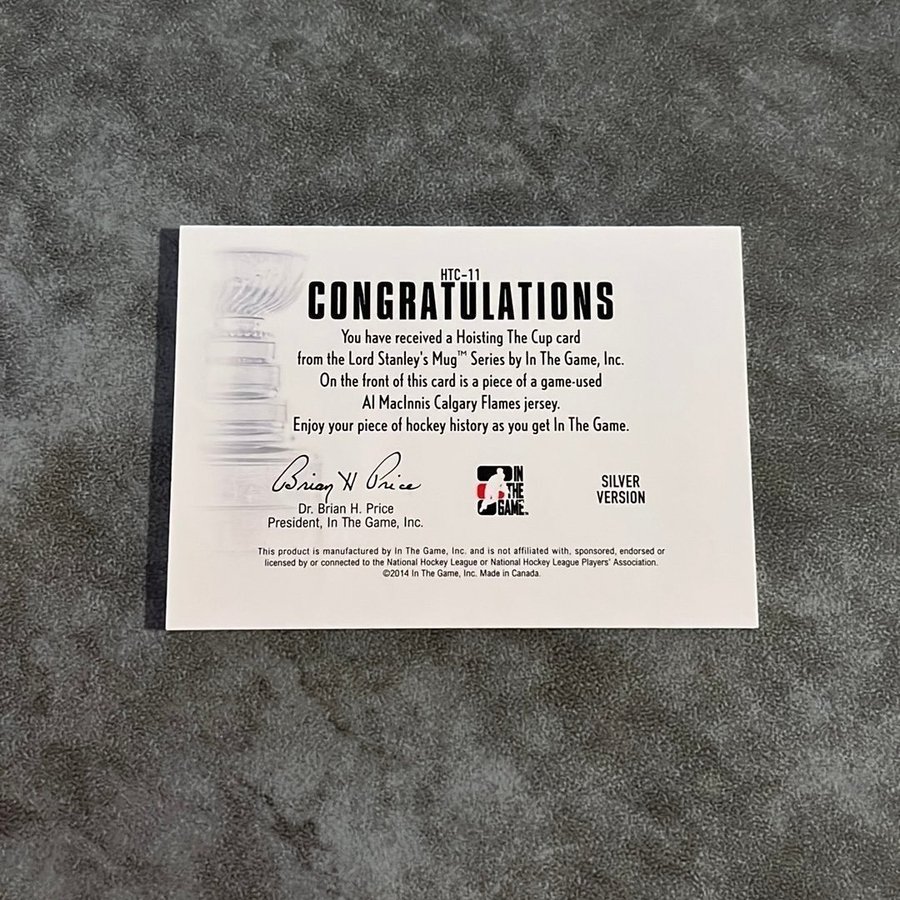 HTC-11
CONGRATULATIONS
You have received a Hoisting The Cup card
from the Lord Stanley's Mug™ Series by In The Game, Inc.
On the front of this card is a piece of a game-used
Al MacInnis Calgary Flames jersey.
Enjoy your piece of hockey history as you get In The Game.
Brian H Price
Dr. Brian H. Price
President, In The Game, Inc.
IN
THE
GAME™
SILVER
VERSION
This product is manufactured by In The Game, Inc. and is not affiliated with, sponsored, endorsed or
licensed by or connected to the National Hockey League or National Hockey League Players' Association.
©2014 In The Game, Inc. Made in Canada.